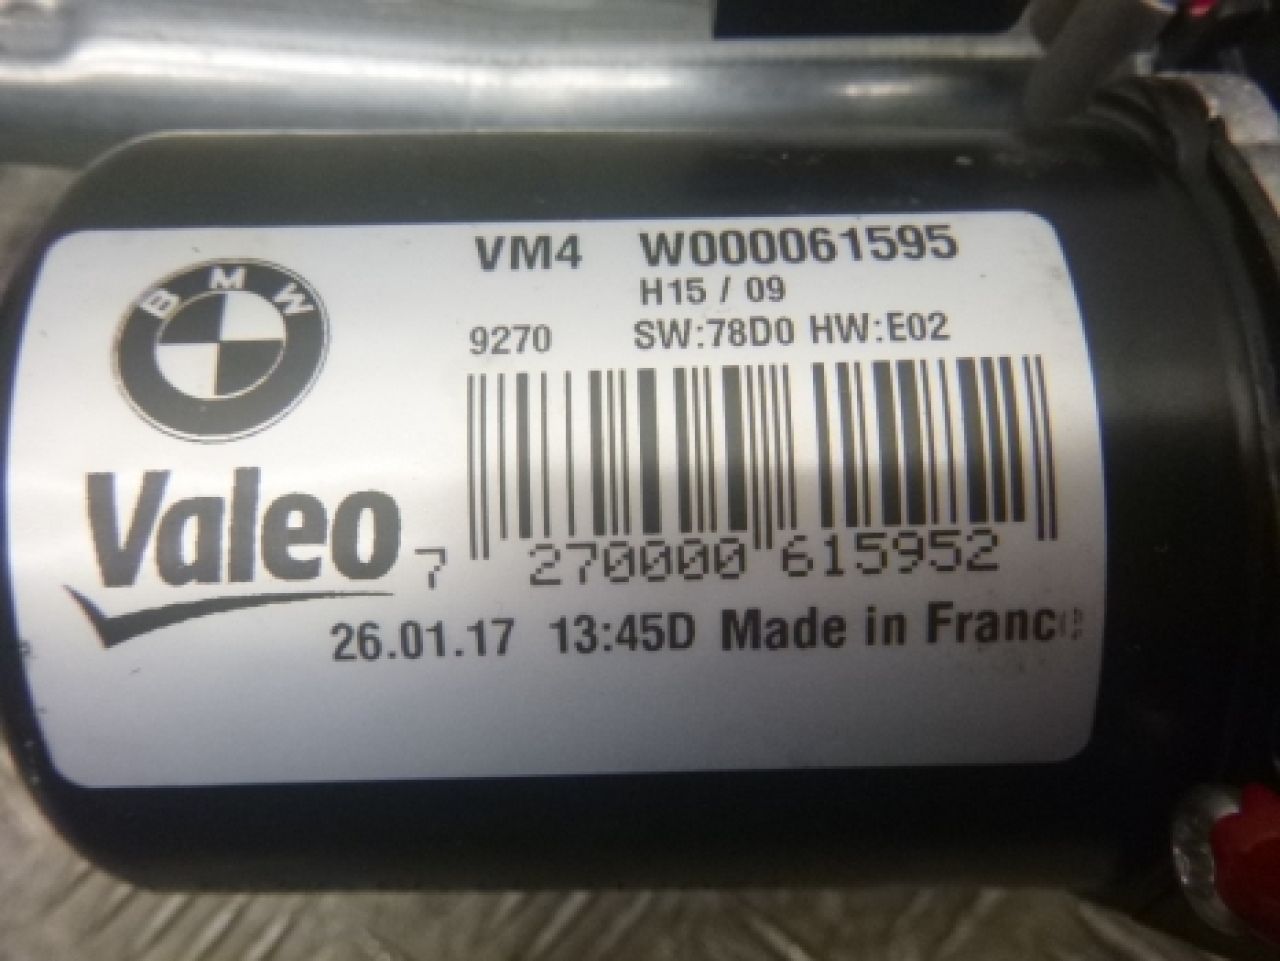 BMW
VM4 W000061595
H15 / 09
9270 SW:78D0 HW:E02
Valeo
7 270000 615952
26.01.17 13:45D Made in France